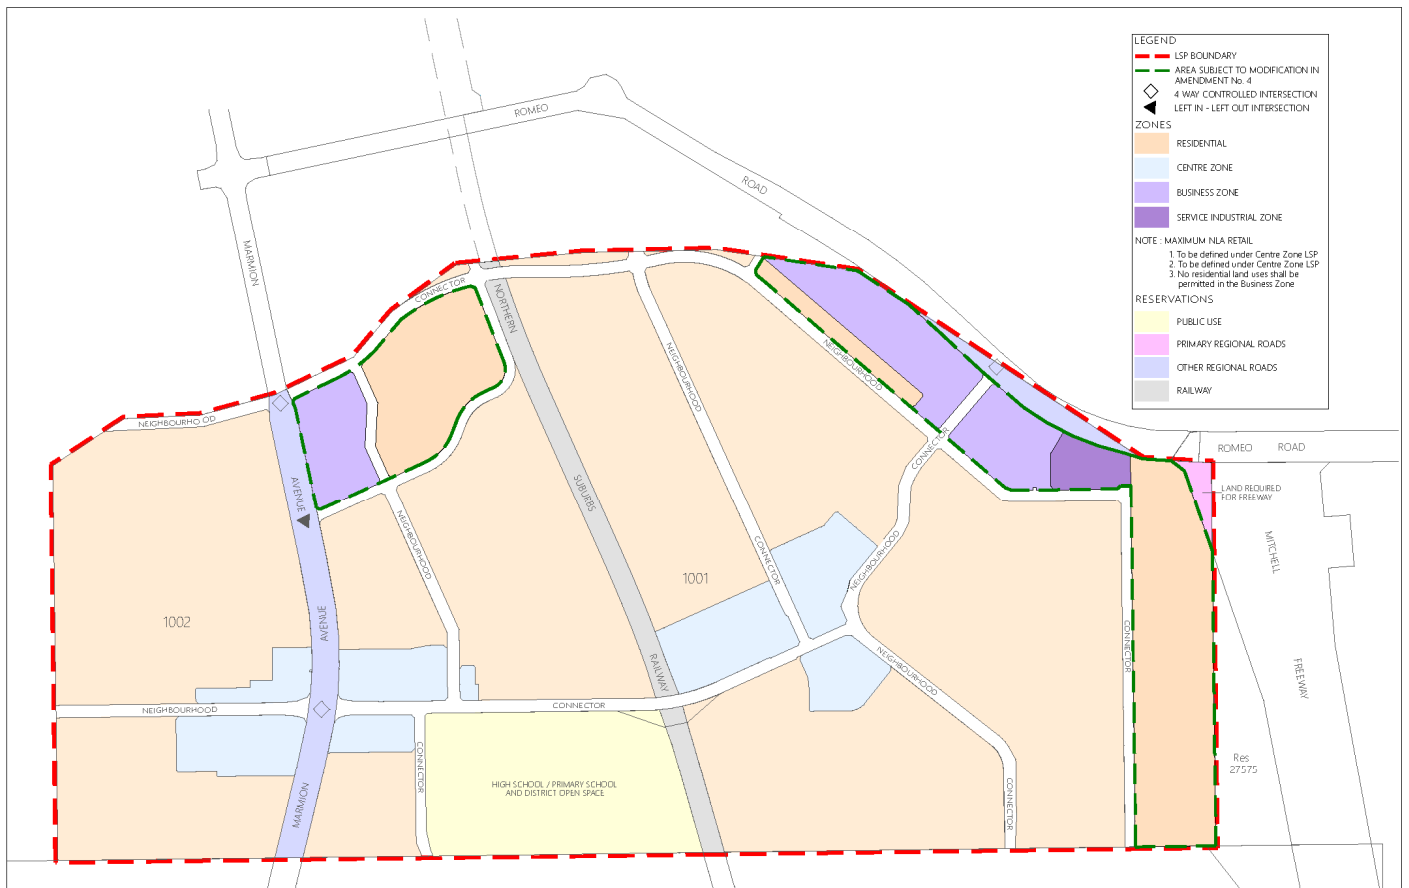 LEGEND
LSP BOUNDARY
AREA SUBJECT TO MODIFICATION IN
AMENDMENT No. 4
4 WAY CONTROLLED INTERSECTION
LEFT IN - LEFT OUT INTERSECTION
ZONES
RESIDENTIAL
CENTRE ZONE
BUSINESS ZONE
SERVICE INDUSTRIAL ZONE
NOTE : MAXIMUM NLA RETAIL
1. To be defined under Centre Zone LSP
2. To be defined under Centre Zone LSP
3. No residential land uses shall be
permitted in the Business Zone
RESERVATIONS
PUBLIC USE
PRIMARY REGIONAL ROADS
OTHER REGIONAL ROADS
RAILWAY
ROMEO
ROAD
MARMION
CONNECTOR
NORTHERN
NEIGHBOURHOOD
NEIGHBOURHOOD
NEIGHBOURHOOD
CONNECTOR
ROMEO ROAD
LAND REQUIRED
FOR FREEWAY
AVENUE
SUBURBS
NEIGHBOURHOOD
CONNECTOR
NEIGHBOURHOOD
MITCHELL
1001
1002
AVENUE
CONNECTOR
RAILWAY
NEIGHBOURHOOD
FREEWAY
NEIGHBOURHOOD
CONNECTOR
CONNECTOR
Res
27575
HIGH SCHOOL / PRIMARY SCHOOL
AND DISTRICT OPEN SPACE
MARMION
CONNECTOR